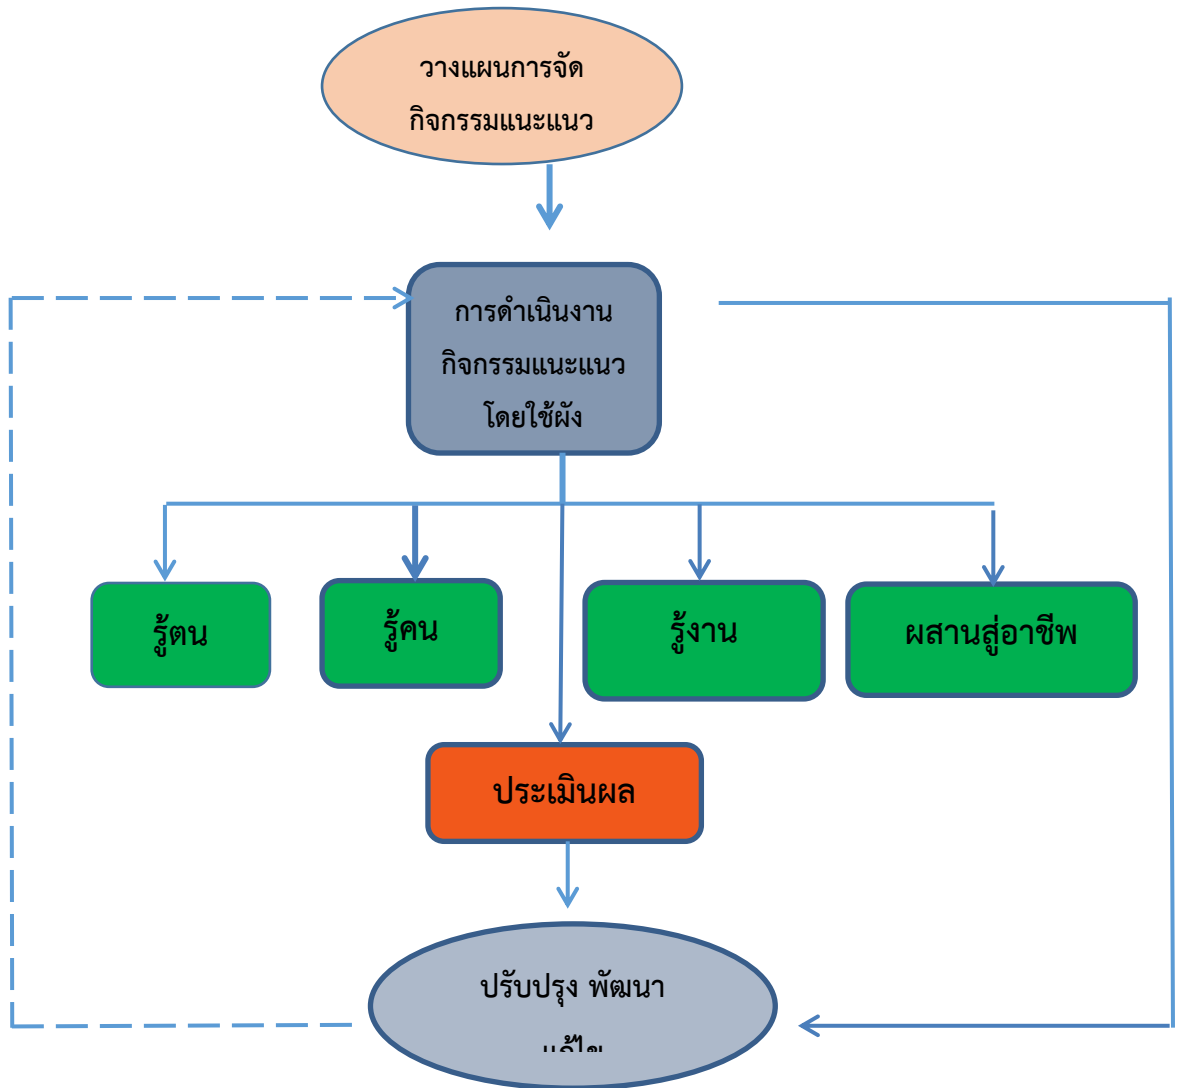 วางแผนการจัด
กิจกรรมแนะแนว
การดำเนินงาน
กิจกรรมแนะแนว
โดยใช้ผัง
รู้ตน
รู้คน
รู้งาน
ผสานสู่อาชีพ
ประเมินผล
ปรับปรุง พัฒนา
แก้ไข